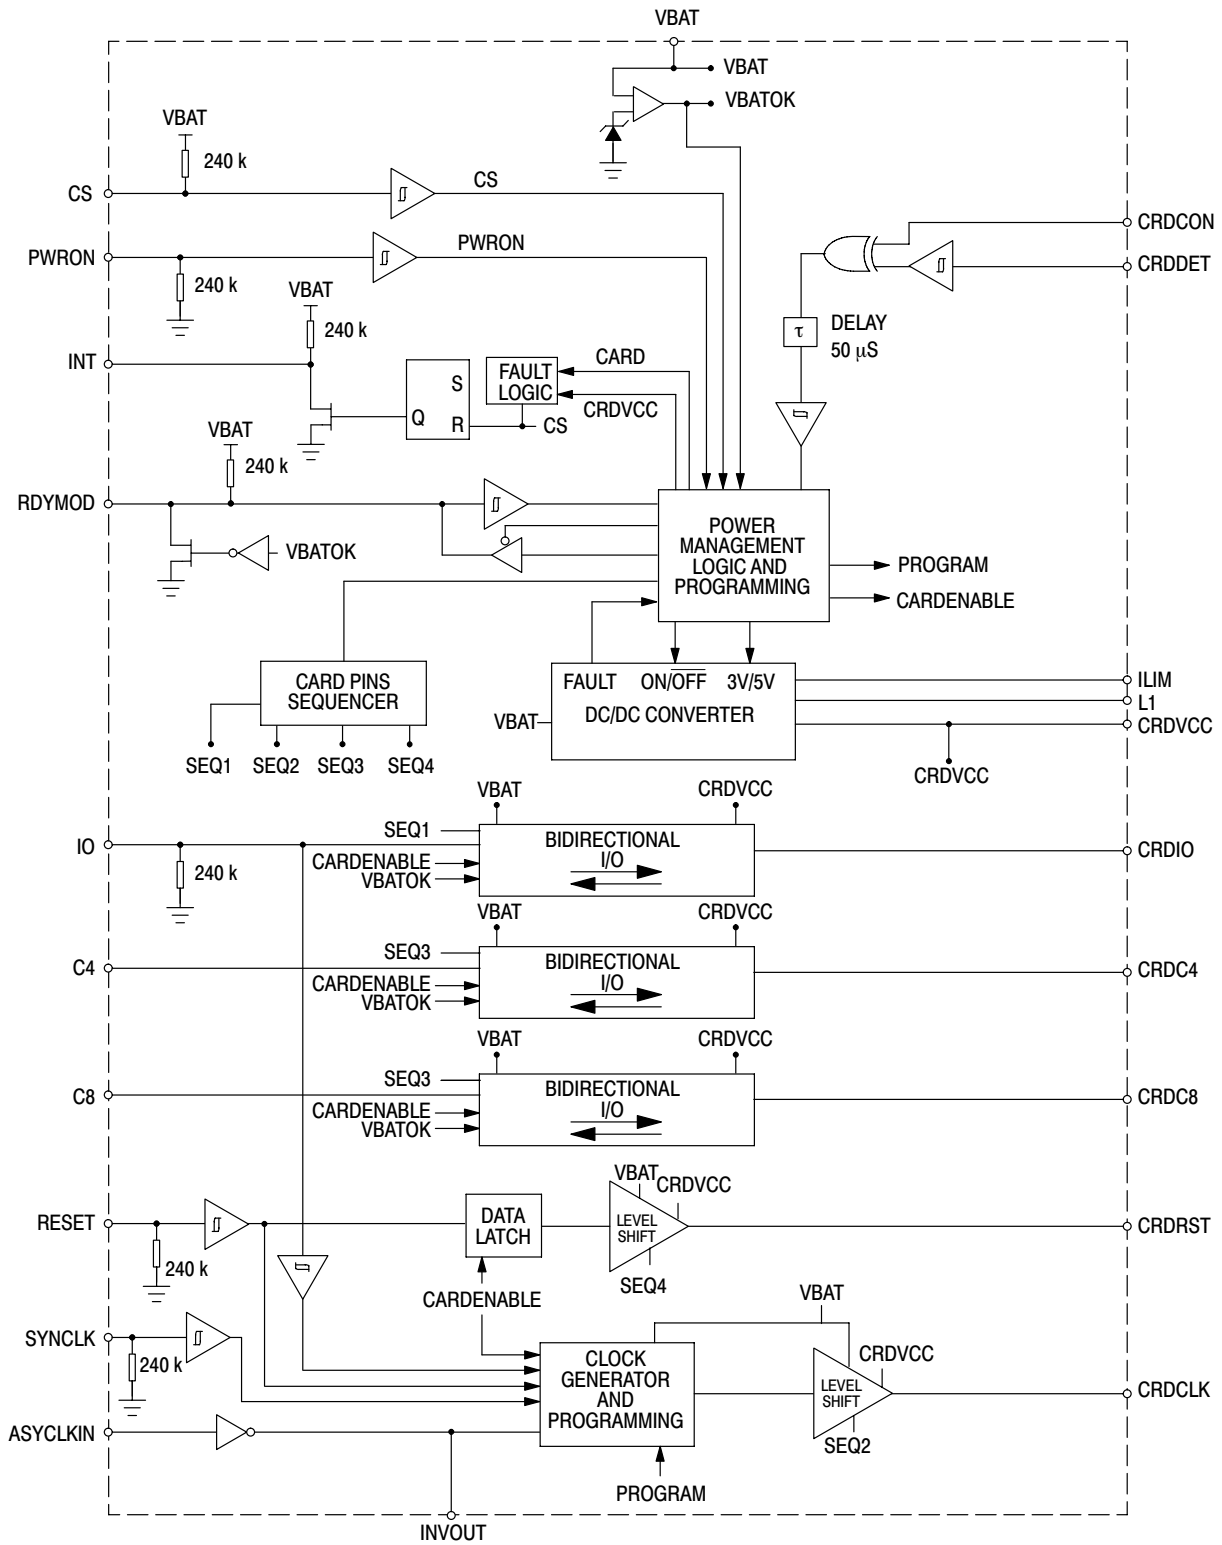 VBAT
VBAT
VBATOK
VBAT
240 k
CS
CS
CRDCON
PWRON
PWRON
CRDDET
240 k
VBAT
240 k
τ
DELAY
50 µS
INT
CARD
FAULT
LOGIC
S
CRDVCC
Q
R
CS
VBAT
240 k
RDYMOD
POWER
MANAGEMENT
LOGIC AND
PROGRAMMING
VBATOK
PROGRAM
CARDENABLE
CARD PINS
SEQUENCER
FAULT
ON/OFF
3V/5V
DC/DC CONVERTER
VBAT
ILIM
L1
CRDVCC
SEQ1
SEQ2
SEQ3
SEQ4
CRDVCC
VBAT
CRDVCC
SEQ1
IO
BIDIRECTIONAL
I/O
CRDIO
CARDENABLE
VBATOK
240 k
VBAT
CRDVCC
SEQ3
C4
BIDIRECTIONAL
I/O
CRDC4
CARDENABLE
VBATOK
VBAT
CRDVCC
SEQ3
C8
BIDIRECTIONAL
I/O
CRDC8
CARDENABLE
VBATOK
VBAT
CRDVCC
RESET
DATA
LATCH
LEVEL
SHIFT
CRDRST
240 k
SEQ4
CARDENABLE
VBAT
SYNCLK
240 k
CLOCK
GENERATOR
AND
PROGRAMMING
CRDVCC
LEVEL
SHIFT
CRDCLK
ASYCLKIN
SEQ2
PROGRAM
INVOUT